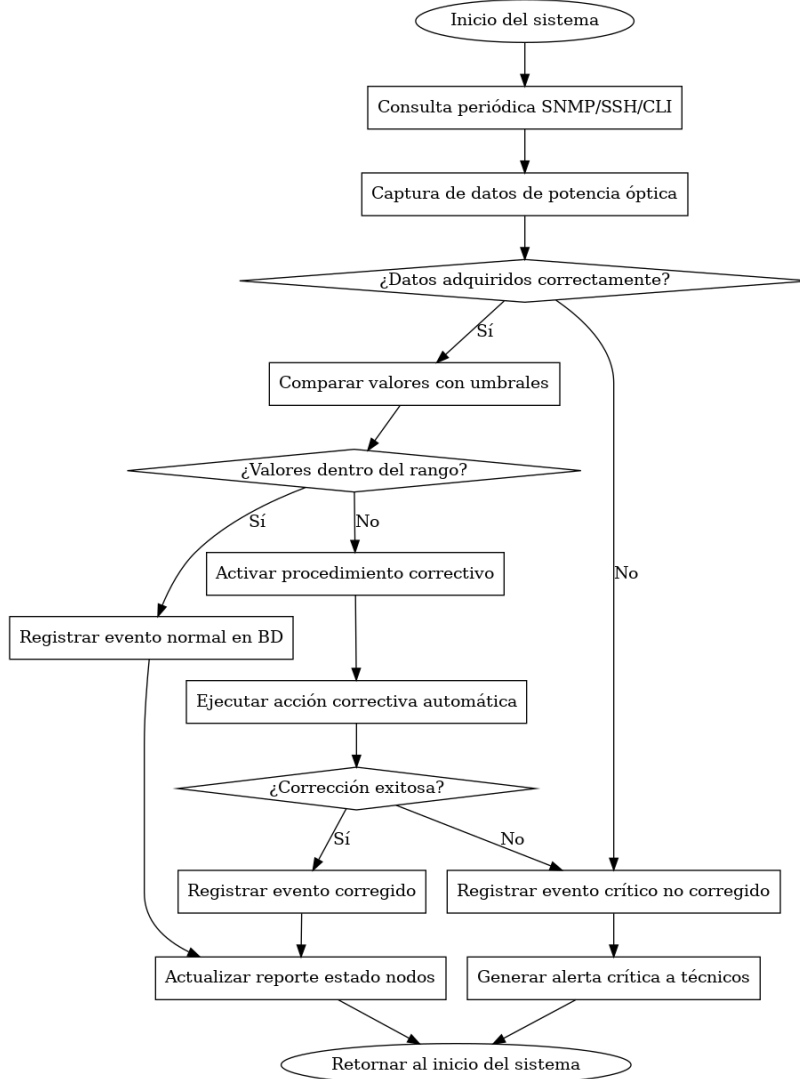 Inicio del sistema
Consulta periódica SNMP/SSH/CLI
Captura de datos de potencia óptica
¿Datos adquiridos correctamente?
Sí
Comparar valores con umbrales
¿Valores dentro del rango?
Sí
No
Activar procedimiento correctivo
No
Registrar evento normal en BD
Ejecutar acción correctiva automática
¿Corrección exitosa?
Sí
No
Registrar evento corregido
Registrar evento crítico no corregido
Actualizar reporte estado nodos
Generar alerta crítica a técnicos
Retornar al inicio del sistema